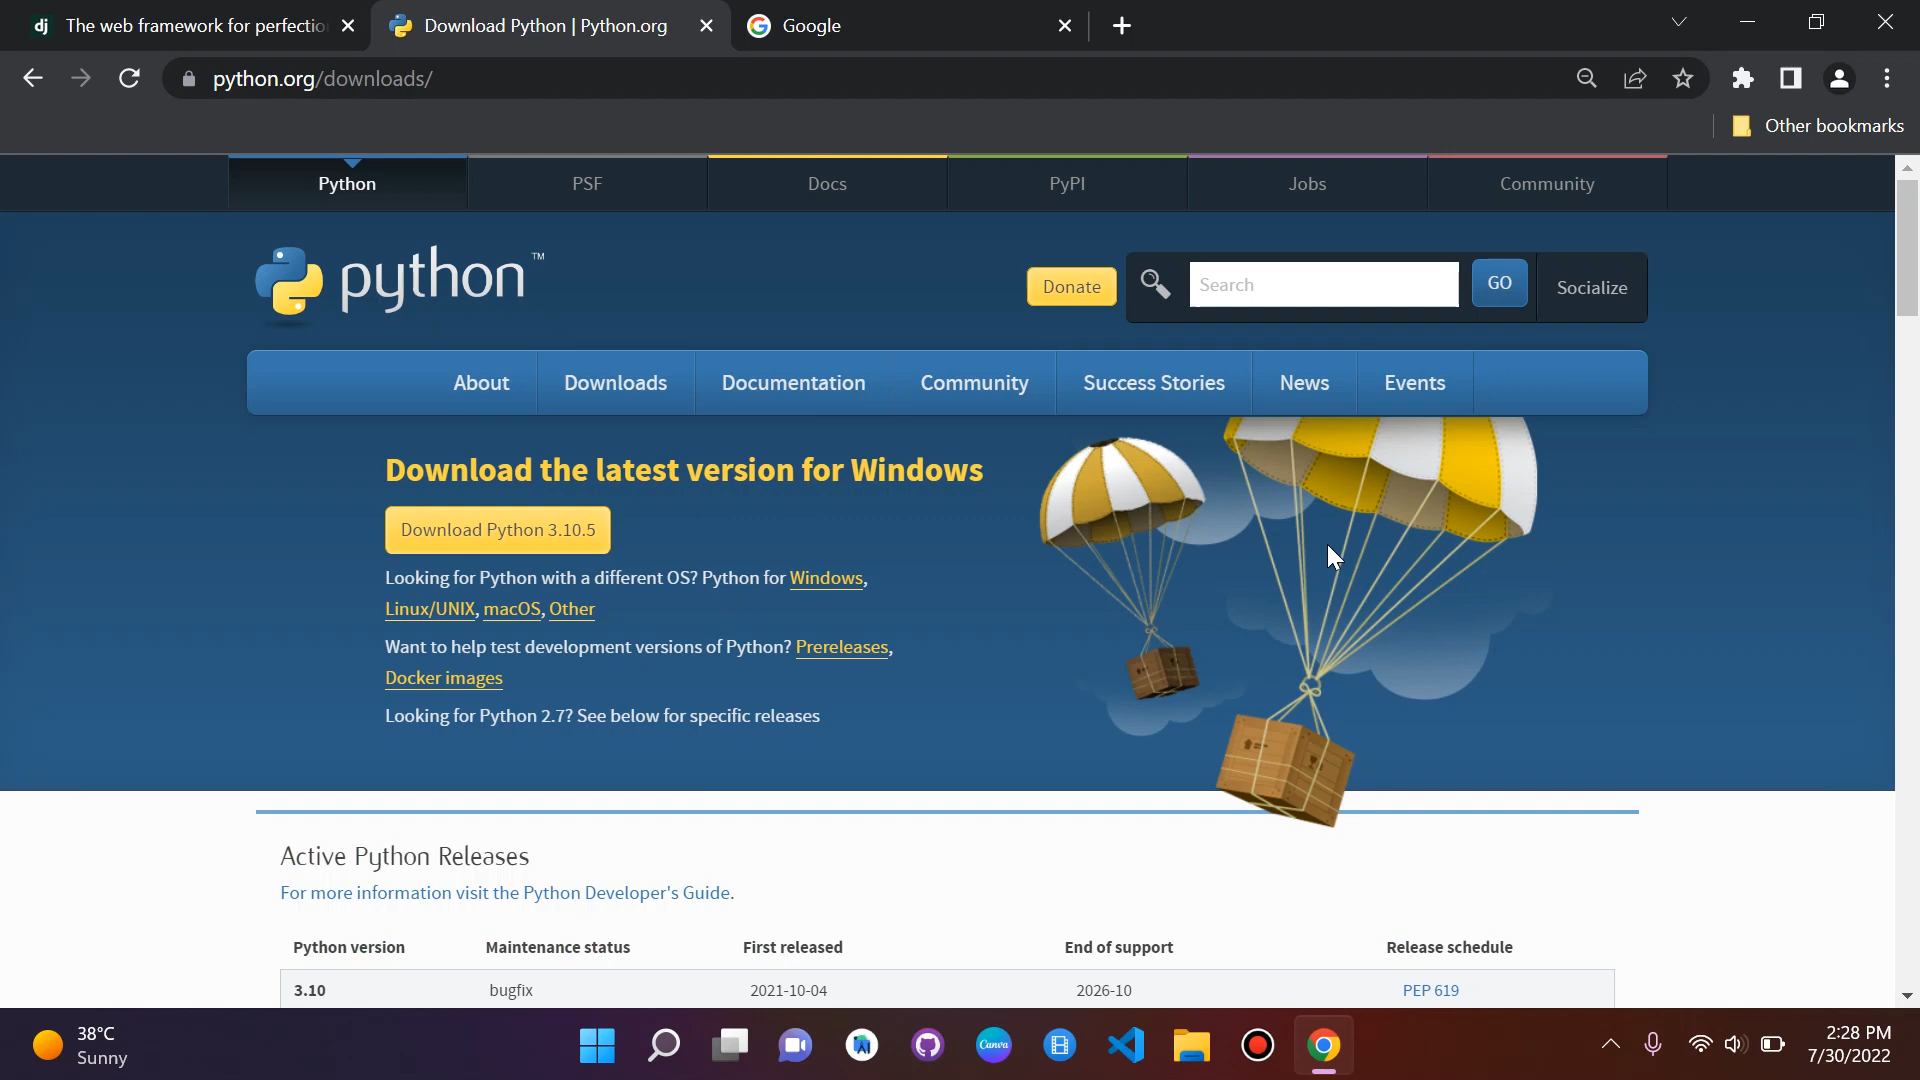 dj The web framework for perfectio
Download Python | Python.org
Google
python.org/downloads/
Other bookmarks
Python
PSF
Docs
PyPI
Jobs
Community
python™
Donate
Search
GO
Socialize
About
Downloads
Documentation
Community
Success Stories
News
Events
Download the latest version for Windows
Download Python 3.10.5
Looking for Python with a different OS? Python for Windows,
Linux/UNIX, macOS, Other
Want to help test development versions of Python? Prereleases,
Docker images
Looking for Python 2.7? See below for specific releases
Active Python Releases
For more information visit the Python Developer's Guide.
Python version Maintenance status First released End of support Release schedule
3.10 bugfix 2021-10-04 2026-10 PEP 619
38°C
Sunny
Canva
2:28 PM
7/30/2022